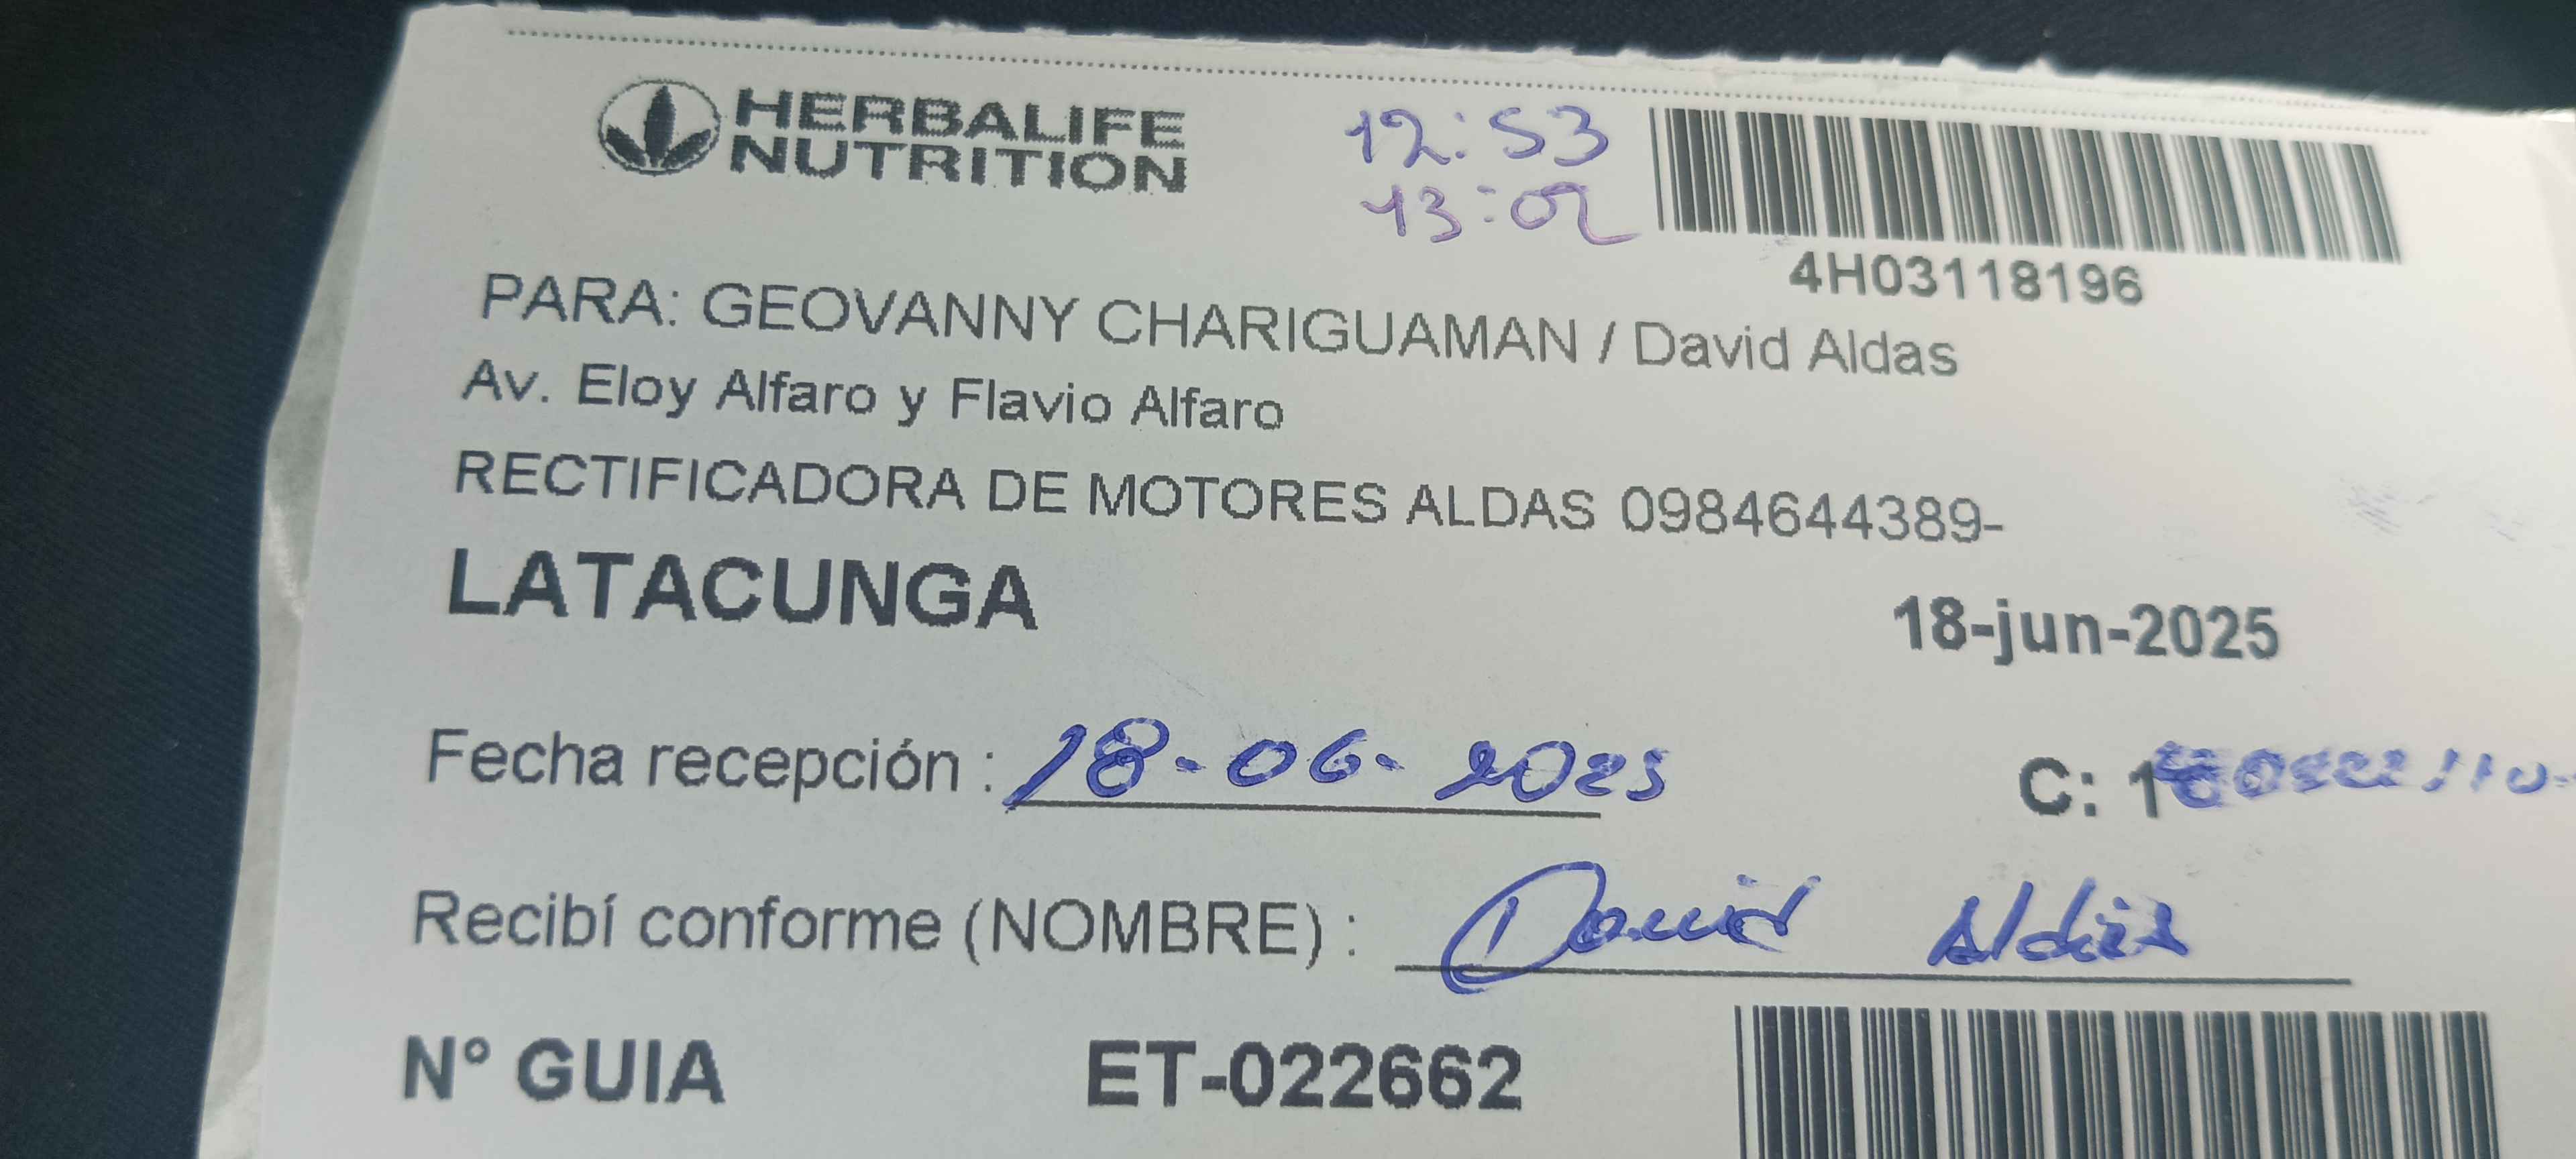 HERBALIFE
NUTRITION
12:53
13:02
4H03118196
PARA: GEOVANNY CHARIGUAMAN / David Aldas
Av. Eloy Alfaro y Flavio Alfaro
RECTIFICADORA DE MOTORES ALDAS 0984644389-
LATACUNGA
18-jun-2025
Fecha recepción : 18-06-2025
C: 1
Recibí conforme (NOMBRE) : David Aldás
N° GUIA ET-022662